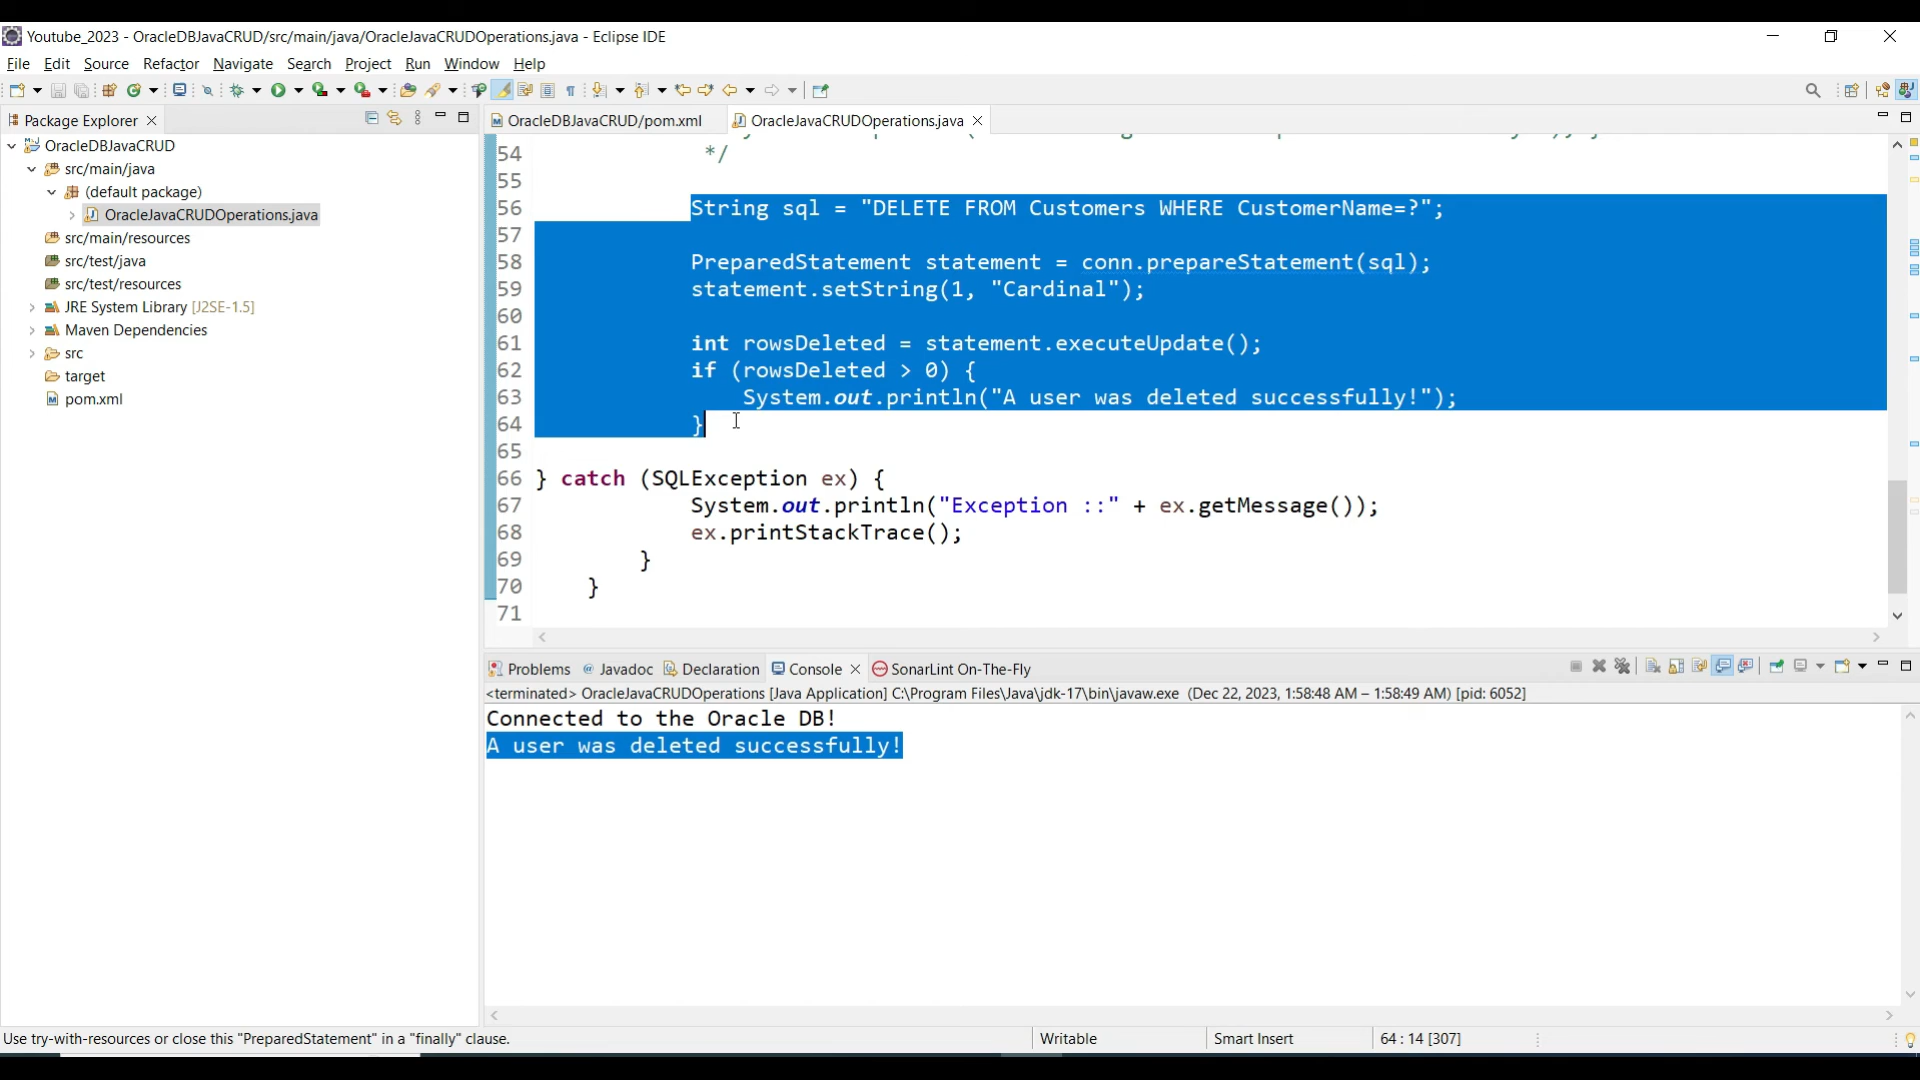 Youtube_2023 - OracleDBJavaCRUD/src/main/java/OracleJavaCRUDOperations.java - Eclipse IDE
File Edit Source Refactor Navigate Search Project Run Window Help
Package Explorer
OracleDBJavaCRUD
src/main/java
(default package)
OracleJavaCRUDOperations.java
src/main/resources
src/test/java
src/test/resources
JRE System Library [J2SE-1.5]
Maven Dependencies
src
target
pom.xml
OracleDBJavaCRUD/pom.xml OracleJavaCRUDOperations.java
54 */
55
56 String sql = "DELETE FROM Customers WHERE CustomerName=?";
57
58 PreparedStatement statement = conn.prepareStatement(sql);
59 statement.setString(1, "Cardinal");
60
61 int rowsDeleted = statement.executeUpdate();
62 if (rowsDeleted > 0) {
63 System.out.println("A user was deleted successfully!");
64 }
65
66 } catch (SQLException ex) {
67 System.out.println("Exception ::" + ex.getMessage());
68 ex.printStackTrace();
69 }
70 }
71
Problems Javadoc Declaration Console SonarLint On-The-Fly
<terminated> OracleJavaCRUDOperations [Java Application] C:\Program Files\Java\jdk-17\bin\javaw.exe (Dec 22, 2023, 1:58:48 AM – 1:58:49 AM) [pid: 6052]
Connected to the Oracle DB!
A user was deleted successfully!
Use try-with-resources or close this "PreparedStatement" in a "finally" clause. Writable Smart Insert 64 : 14 [307]